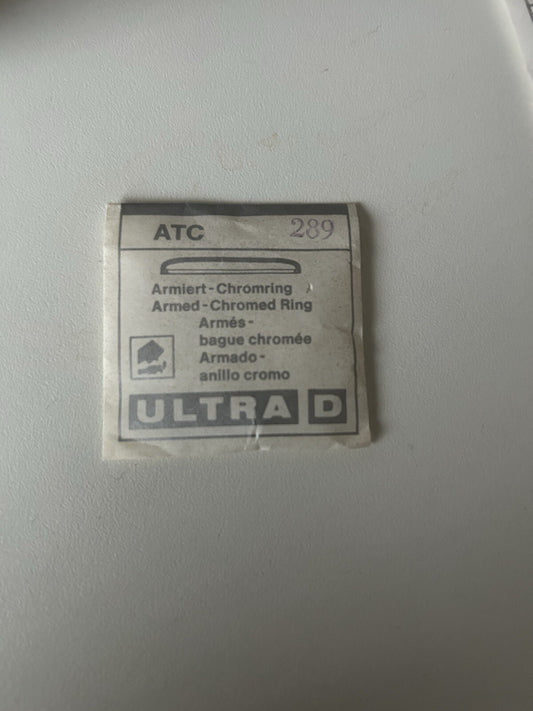 ATC 289
Armiert-Chromring
Armed-Chromed Ring
Armés-
bague chromée
Armado-
anillo cromo
ULTRA D